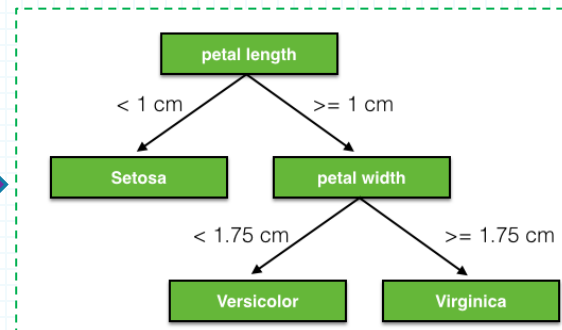 petal length
< 1 cm
>= 1 cm
Setosa
petal width
< 1.75 cm
>= 1.75 cm
Versicolor
Virginica